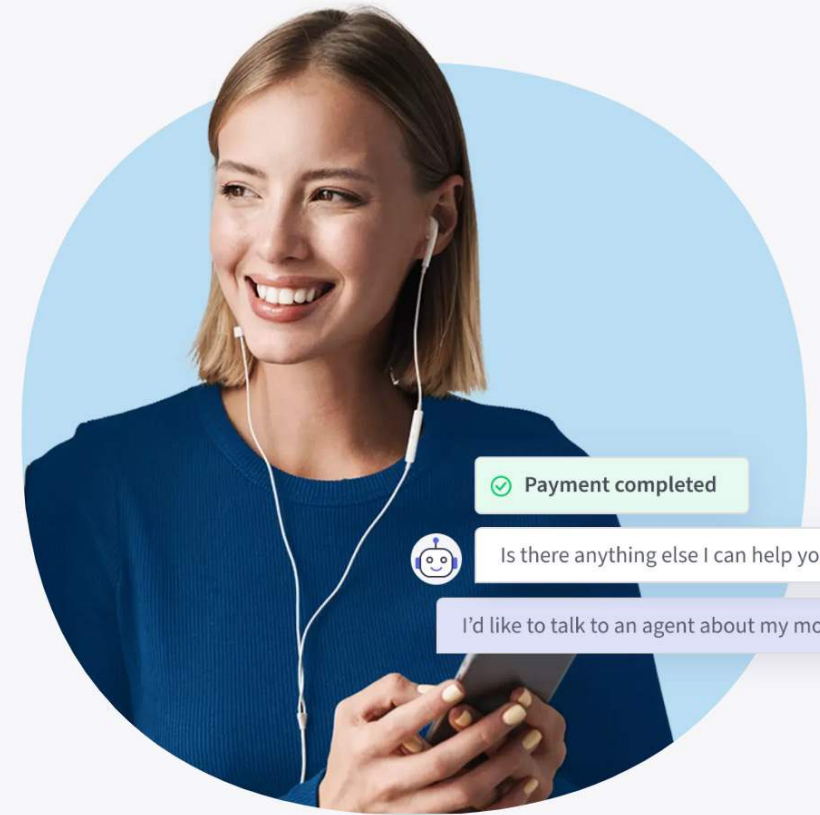 Payment completed
Is there anything else I can help yo
I'd like to talk to an agent about my mo